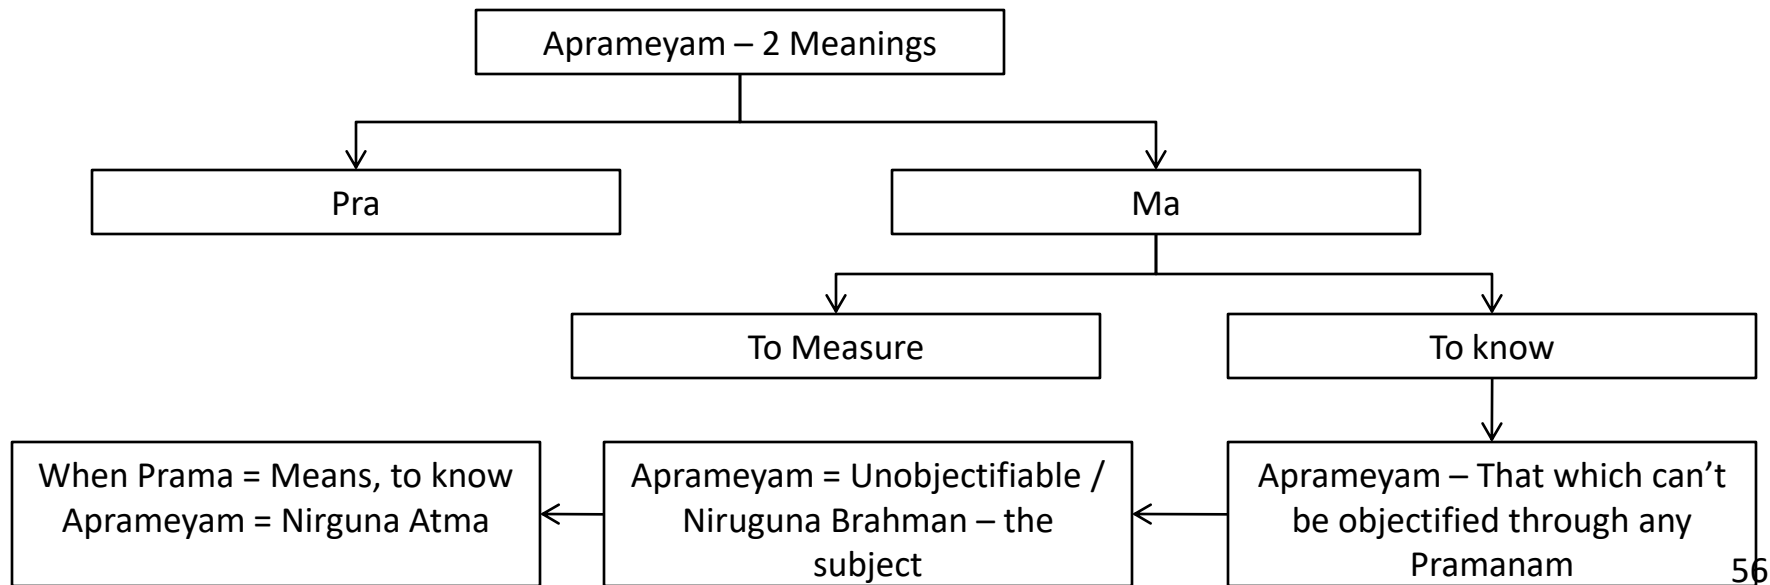 Aprameyam – 2 Meanings
Pra
Ma
To Measure
To know
When Prama = Means, to know
Aprameyam = Nirguna Atma
Aprameyam = Unobjectifiable /
Niruguna Brahman – the
subject
Aprameyam – That which can’t
be objectified through any
Pramanam
56